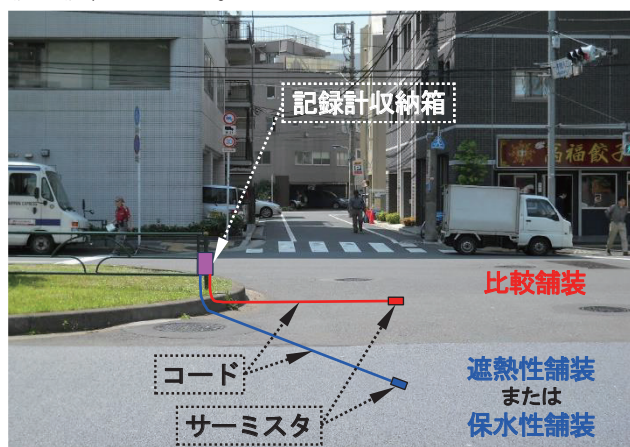 記録計収納箱
満福餃子
比較舗装
コード
遮熱性舗装
または
サーミスタ
保水性舗装